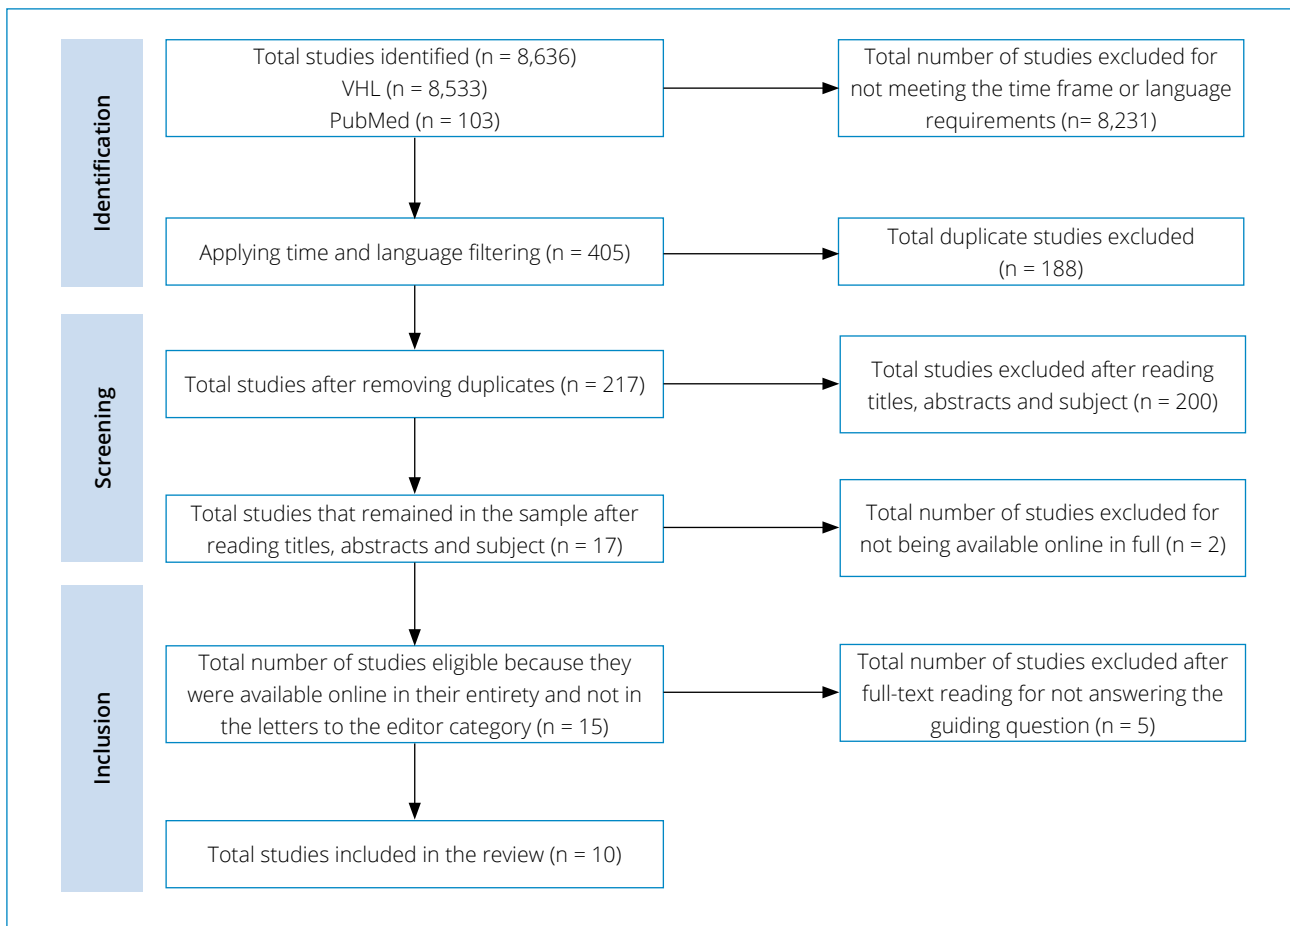 Identification
Total studies identified (n = 8,636)
VHL (n = 8,533)
PubMed (n = 103)
Total number of studies excluded for
not meeting the time frame or language
requirements (n= 8,231)
Applying time and language filtering (n = 405)
Total duplicate studies excluded
(n = 188)
Screening
Total studies after removing duplicates (n = 217)
Total studies excluded after reading
titles, abstracts and subject (n = 200)
Total studies that remained in the sample after
reading titles, abstracts and subject (n = 17)
Total number of studies excluded for
not being available online in full (n = 2)
Inclusion
Total number of studies eligible because they
were available online in their entirety and not in
the letters to the editor category (n = 15)
Total number of studies excluded after
full-text reading for not answering the
guiding question (n = 5)
Total studies included in the review (n = 10)